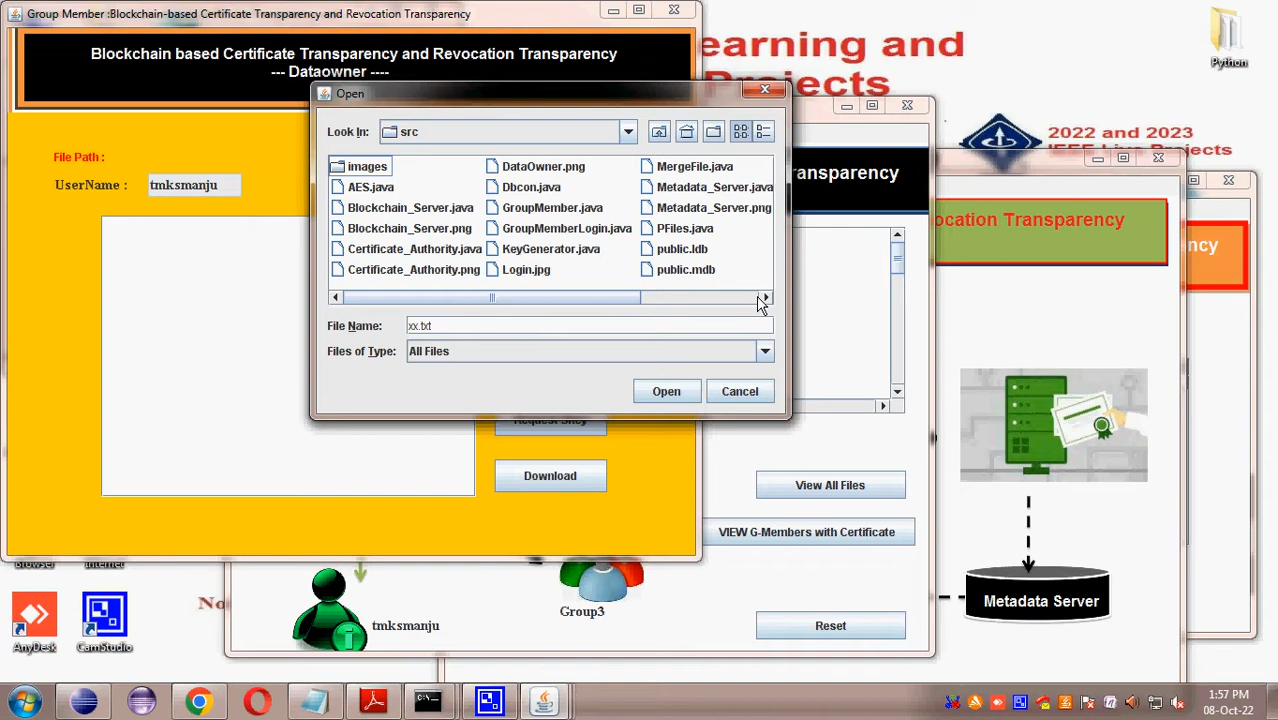 Group Member :Blockchain-based Certificate Transparency and Revocation Transparency
Blockchain based Certificate Transparency and Revocation Transparency
--- Dataowner ----
earning and
Projects
Python
2022 and 2023
Open
Look In:
src
images
AES.java
Blockchain_Server.java
Blockchain_Server.png
Certificate_Authority.java
Certificate_Authority.png
DataOwner.png
Dbcon.java
GroupMember.java
GroupMemberLogin.java
KeyGenerator.java
Login.jpg
MergeFile.java
Metadata_Server.java
Metadata_Server.png
PFiles.java
public.ldb
public.mdb
File Name:
xx.txt
Files of Type:
All Files
Open
Cancel
File Path :
UserName :
tmksmanju
ransparency
ocation Transparency
ncy
Download
View All Files
VIEW G-Members with Certificate
Reset
Group3
tmksmanju
Metadata Server
No
AnyDesk
CamStudio
1:57 PM
08-Oct-22